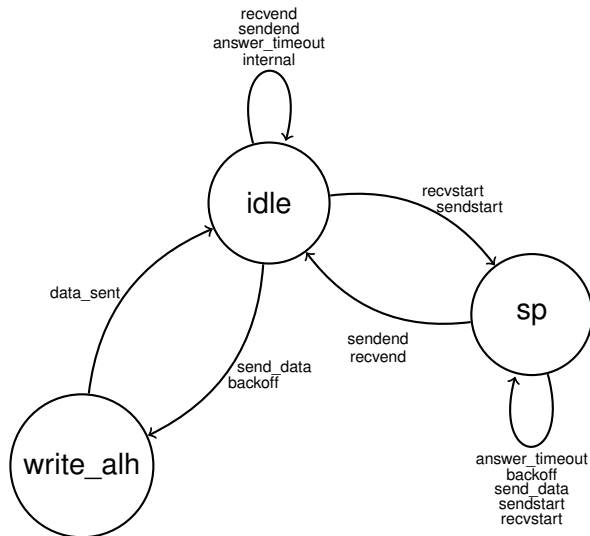 recvend
sendend
answer_timeout
internal
idle
recvstart
sendstart
data_sent
sp
sendend
recvend
send_data
backoff
write_alh
answer_timeout
backoff
send_data
sendstart
recvstart